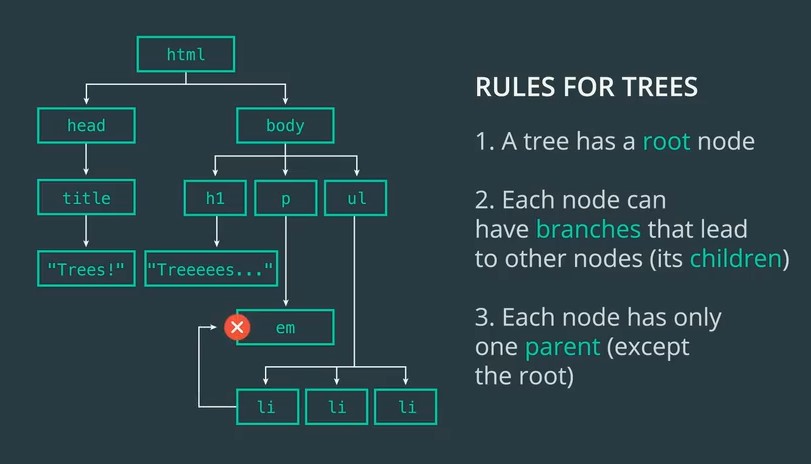 html
head
body
title
h1
p
ul
"Trees!"
"Treeeees..."
em
li
li
li
RULES FOR TREES
1. A tree has a root node
2. Each node can
have branches that lead
to other nodes (its children)
3. Each node has only
one parent (except
the root)